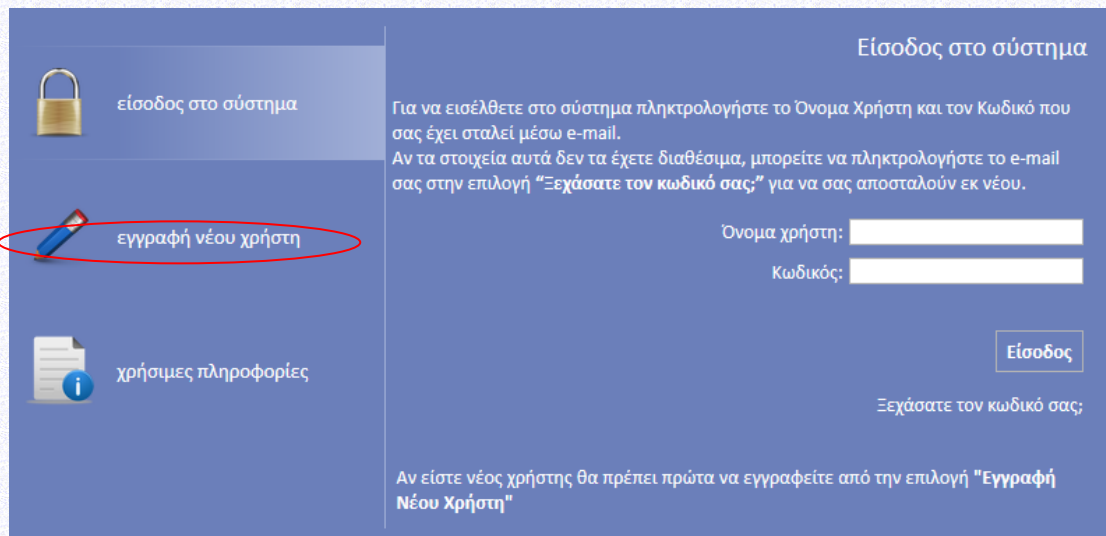 είσοδος στο σύστημα
εγγραφή νέου χρήστη
χρήσιμες πληροφορίες
Είσοδος στο σύστημα
Για να εισέλθετε στο σύστημα πληκτρολογήστε το Όνομα Χρήστη και τον Κωδικό που
σας έχει σταλεί μέσω e-mail.
Αν τα στοιχεία αυτά δεν τα έχετε διαθέσιμα, μπορείτε να πληκτρολογήστε το e-mail
σας στην επιλογή “Ξεχάσατε τον κωδικό σας;” για να σας αποσταλούν εκ νέου.
Όνομα χρήστη:
Κωδικός:
Είσοδος
Ξεχάσατε τον κωδικό σας;
Αν είστε νέος χρήστης θα πρέπει πρώτα να εγγραφείτε από την επιλογή "Εγγραφή
Νέου Χρήστη"